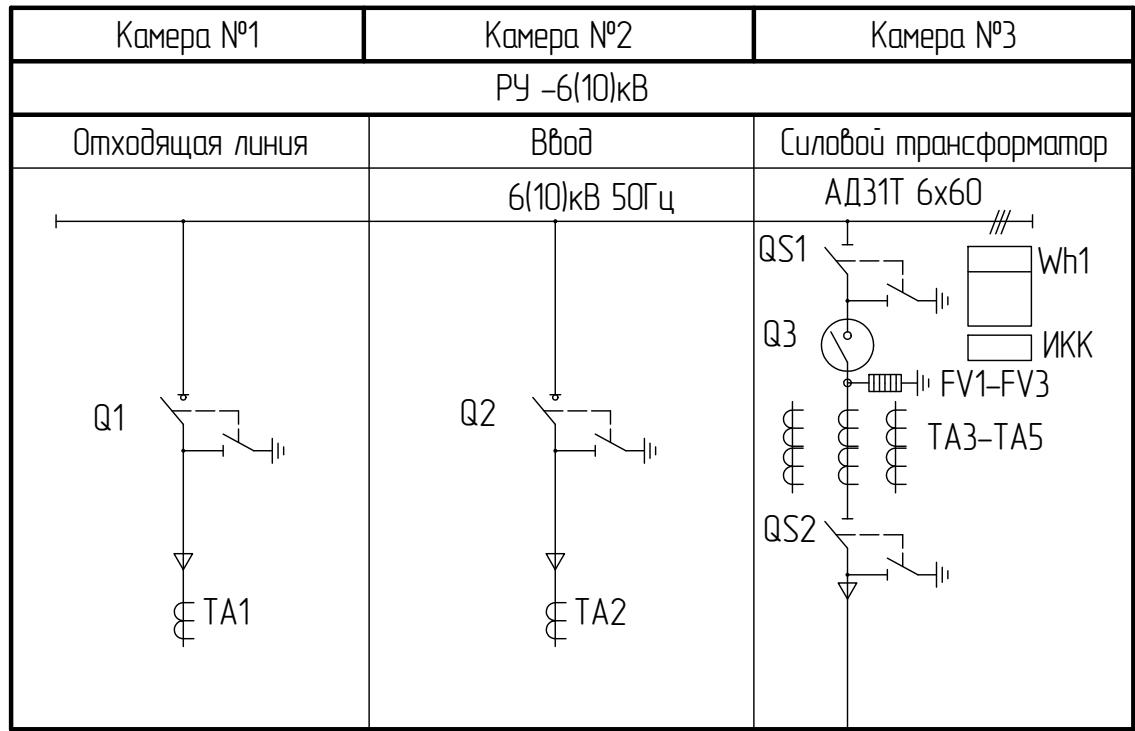 Камера №1
Камера №2
Камера №3
РУ -6(10)кВ
Отходящая линия
Ввод
Силовой трансформатор
6(10)кВ 50Гц
АД31Т 6х60
QS1
Wh1
Q3
ИКК
FV1-FV3
Q1
Q2
TA3-TA5
QS2
TA1
TA2